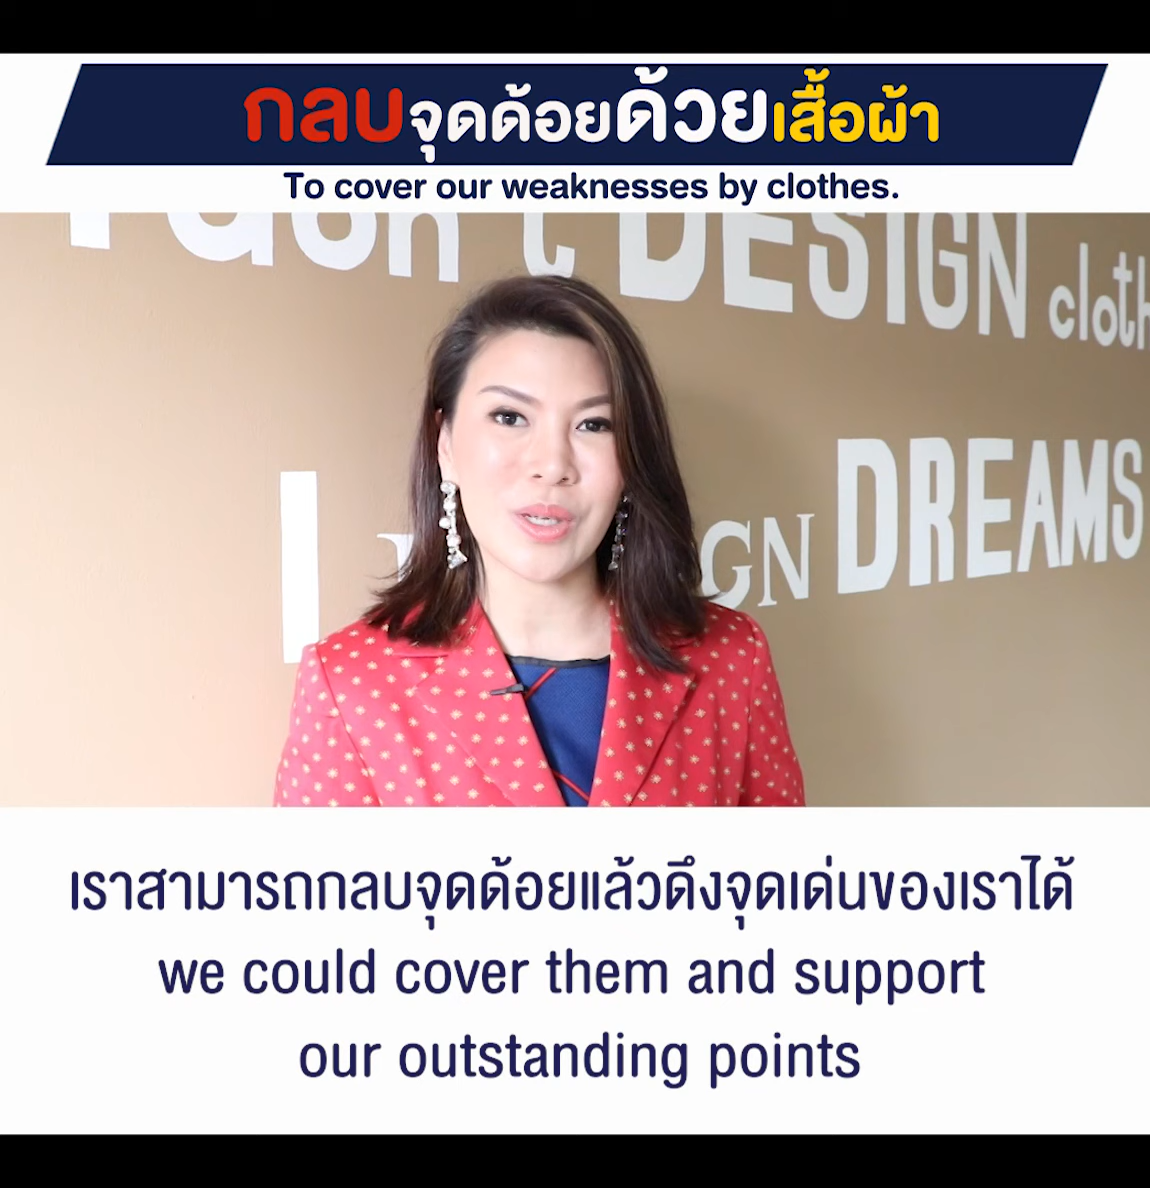 กลบจุดด้อยด้วยเสื้อผ้า
To cover our weaknesses by clothes.
DESIGN cloth
DREAMS
เราสามารถกลบจุดด้อยแล้วดึงจุดเด่นของเราได้
we could cover them and support
our outstanding points